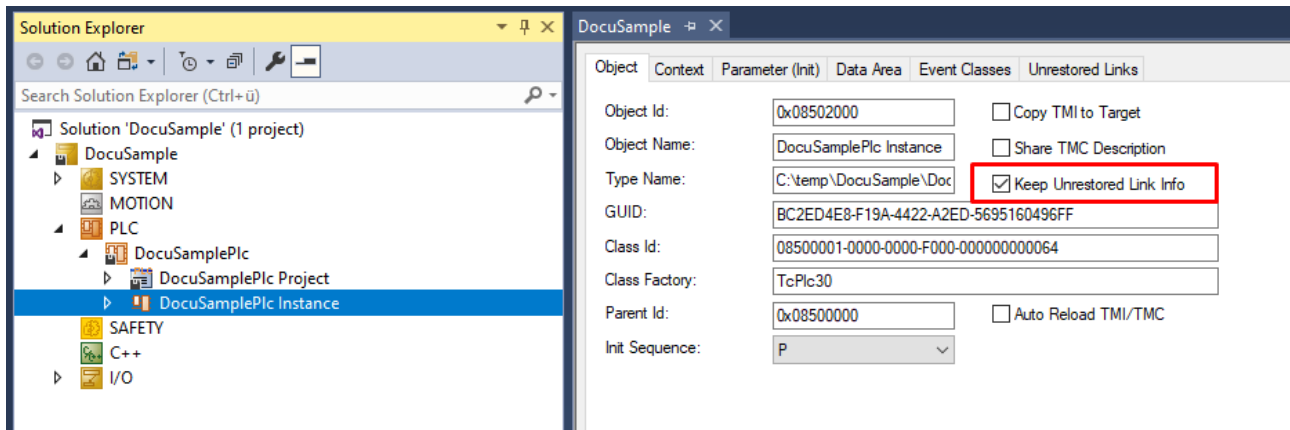 Solution Explorer
Search Solution Explorer (Ctrl+ü)
Solution 'DocuSample' (1 project)
DocuSample
SYSTEM
MOTION
PLC
DocuSamplePlc
DocuSamplePlc Project
DocuSamplePlc Instance
SAFETY
C++
I/O
DocuSample
Object Context Parameter (Init) Data Area Event Classes Unrestored Links
Object Id: 0x08502000 Copy TMI to Target
Object Name: DocuSamplePlc Instance Share TMC Description
Type Name: C:\temp\DocuSample\Doc Keep Unrestored Link Info
GUID: BC2ED4E8-F19A-4422-A2ED-5695160496FF
Class Id: 08500001-0000-0000-F000-000000000064
Class Factory: TcPlc30
Parent Id: 0x08500000 Auto Reload TMI/TMC
Init Sequence: P